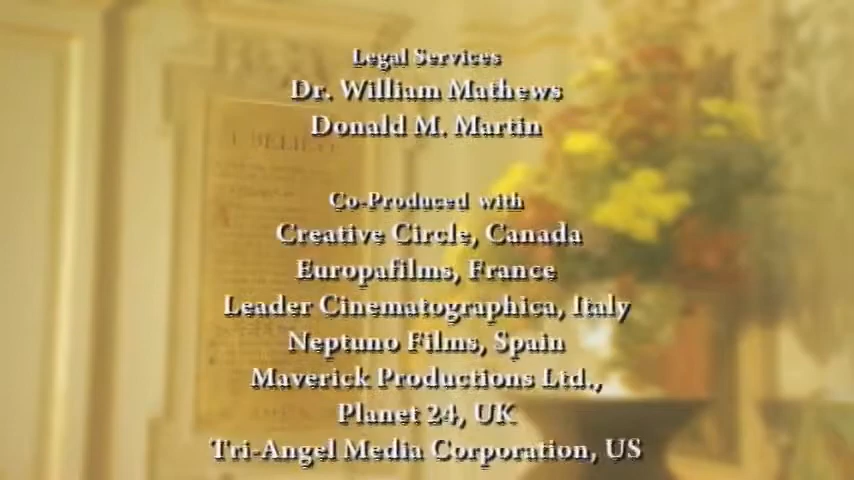 Legal Services
Dr. William Mathews
Donald M. Martin
Co-Produced with
Creative Circle, Canada
Europafilms, France
Leader Cinematographica, Italy
Neptuno Films, Spain
Maverick Productions Ltd.,
Planet 24, UK
Tri-Angel Media Corporation, US
I BELIEVE